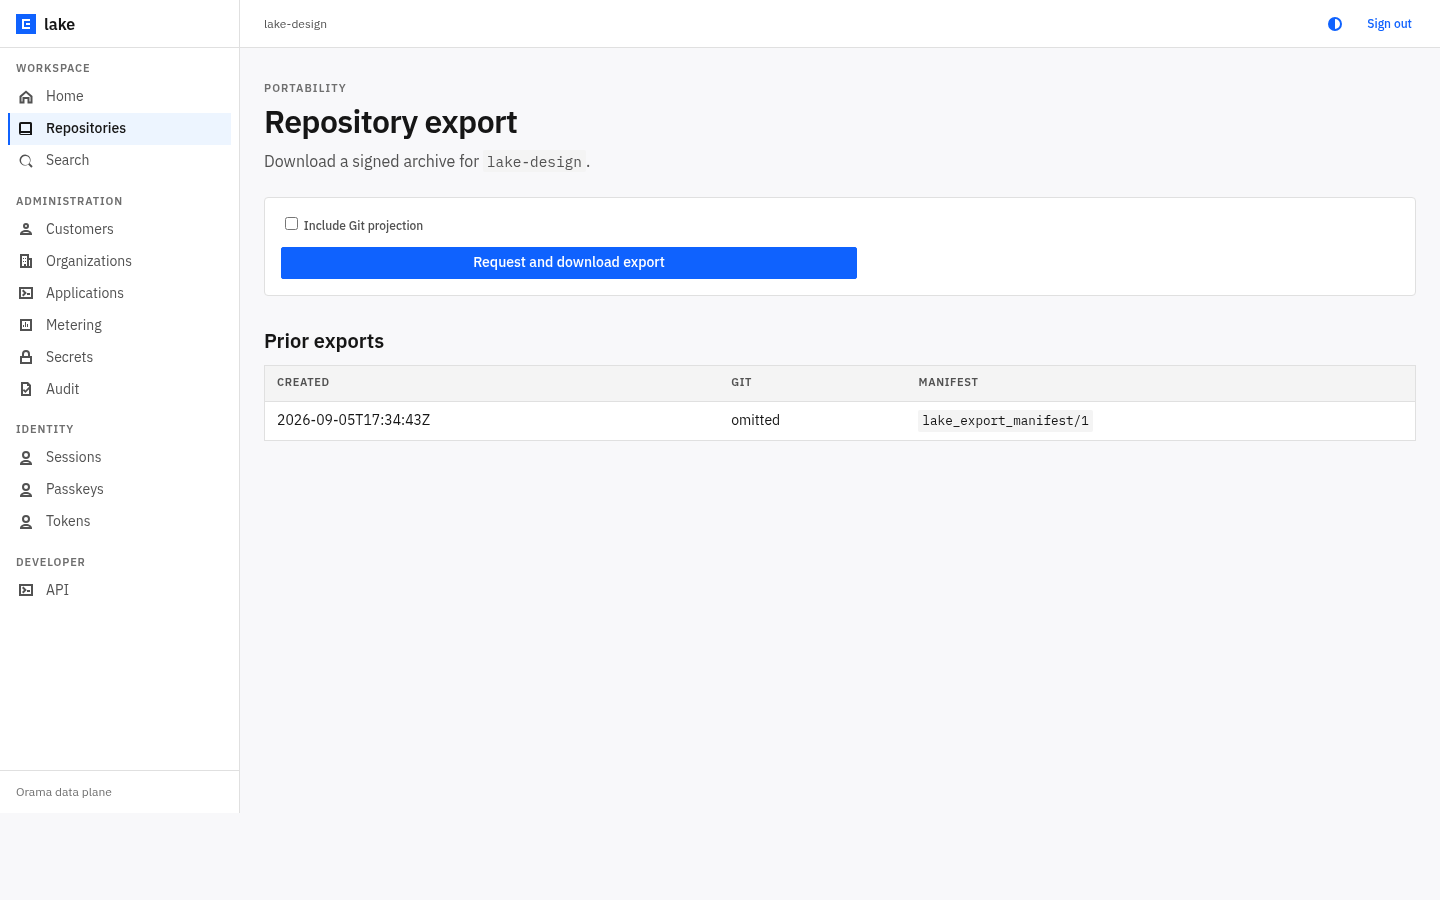 lake
lake-design
Sign out
WORKSPACE
Home
Repositories
Search
ADMINISTRATION
Customers
Organizations
Applications
Metering
Secrets
Audit
IDENTITY
Sessions
Passkeys
Tokens
DEVELOPER
API
Orama data plane
PORTABILITY
Repository export
Download a signed archive for lake-design.
Include Git projection
Request and download export
Prior exports
CREATED GIT MANIFEST
2026-09-05T17:34:43Z omitted lake_export_manifest/1